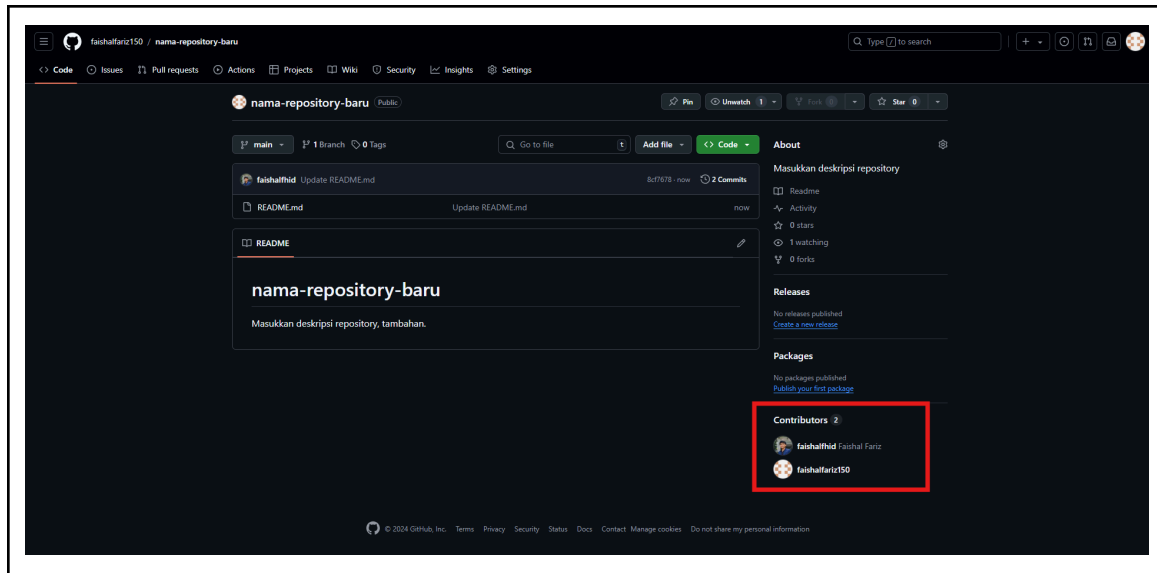 faishalfariz150 / nama-repository-baru
Type / to search
Code Issues Pull requests Actions Projects Wiki Security Insights Settings
nama-repository-baru Public
Pin Unwatch 1 Fork 0 Star 0
main 1 Branch 0 Tags Go to file t Add file Code
faishalfhid Update README.md 8cf7678 · now 2 Commits
README.md Update README.md now
README
nama-repository-baru
Masukkan deskripsi repository, tambahan.
About
Masukkan deskripsi repository
Readme
Activity
0 stars
1 watching
0 forks
Releases
No releases published
Create a new release
Packages
No packages published
Publish your first package
Contributors 2
faishalfhid Faishal Fariz
faishalfariz150
© 2024 GitHub, Inc. Terms Privacy Security Status Docs Contact Manage cookies Do not share my personal information